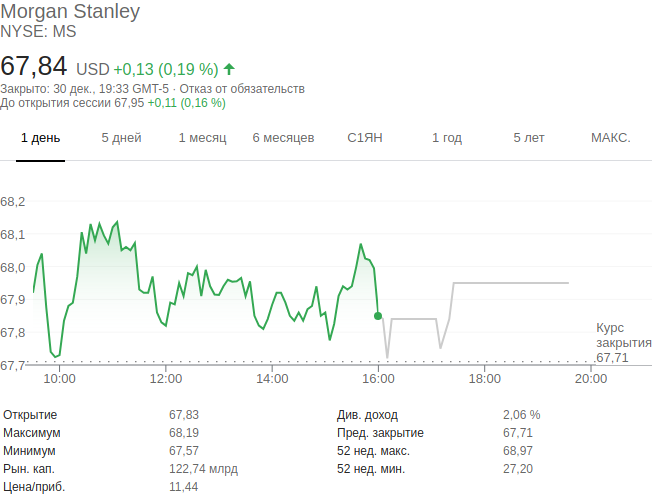 Morgan Stanley
NYSE: MS
67,84 USD +0,13 (0,19 %)
Закрыто: 30 дек., 19:33 GMT-5 · Отказ от обязательств
До открытия сессии 67,95 +0,11 (0,16 %)
1 день 5 дней 1 месяц 6 месяцев С1ЯН 1 год 5 лет МАКС.
68,2
68,1
68,0
67,9
67,8
67,7
Курс
закрытия
67,71
10:00 12:00 14:00 16:00 18:00 20:00
Открытие 67,83 Див. доход 2,06 %
Максимум 68,19 Пред. закрытие 67,71
Минимум 67,57 52 нед. макс. 68,97
Рын. кап. 122,74 млрд 52 нед. мин. 27,20
Цена/приб. 11,44